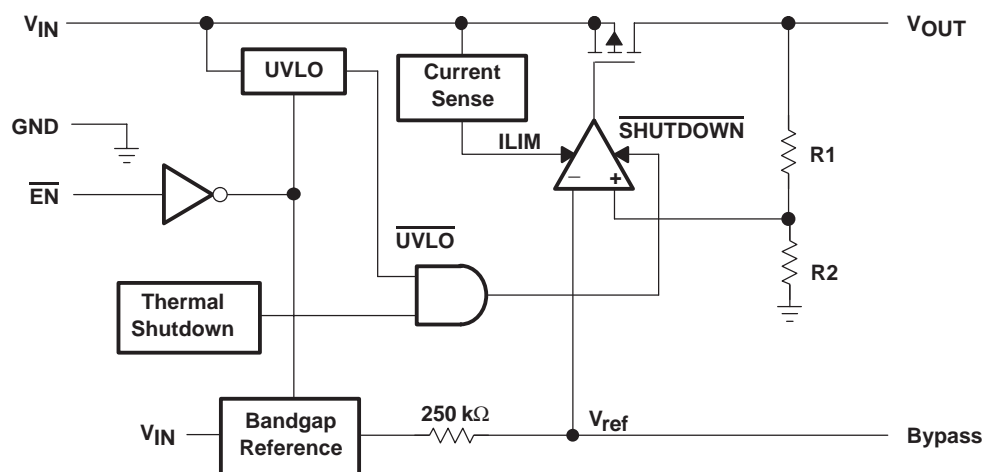 VIN
VOUT
UVLO
Current
Sense
GND
SHUTDOWN
ILIM
R1
EN
− +
UVLO
R2
Thermal
Shutdown
250 kΩ
Vref
VIN
Bandgap
Reference
Bypass